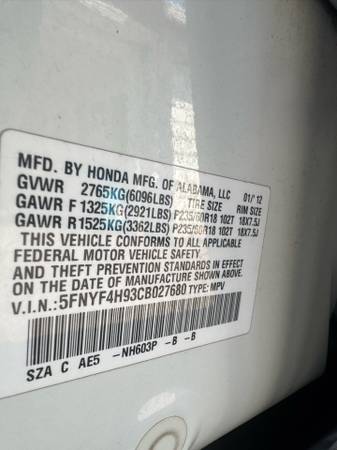 MFD. BY HONDA MFG. OF ALABAMA, LLC 01/'12
GVWR 2765KG(6096LBS) TIRE SIZE RIM SIZE
GAWR F 1325KG(2921LBS) P235/60R18 102T 18X7.5J
GAWR R 1525KG(3362LBS) P235/60R18 102T 18X7.5J
THIS VEHICLE CONFORMS TO ALL APPLICABLE
FEDERAL MOTOR VEHICLE SAFETY
AND THEFT PREVENTION STANDARDS IN EFFECT
ON THE DATE OF MANUFACTURE SHOWN ABOVE.
V.I.N.:5FNYF4H93CB027680 TYPE: MPV
SZA C AE5 -NH603P -B -B